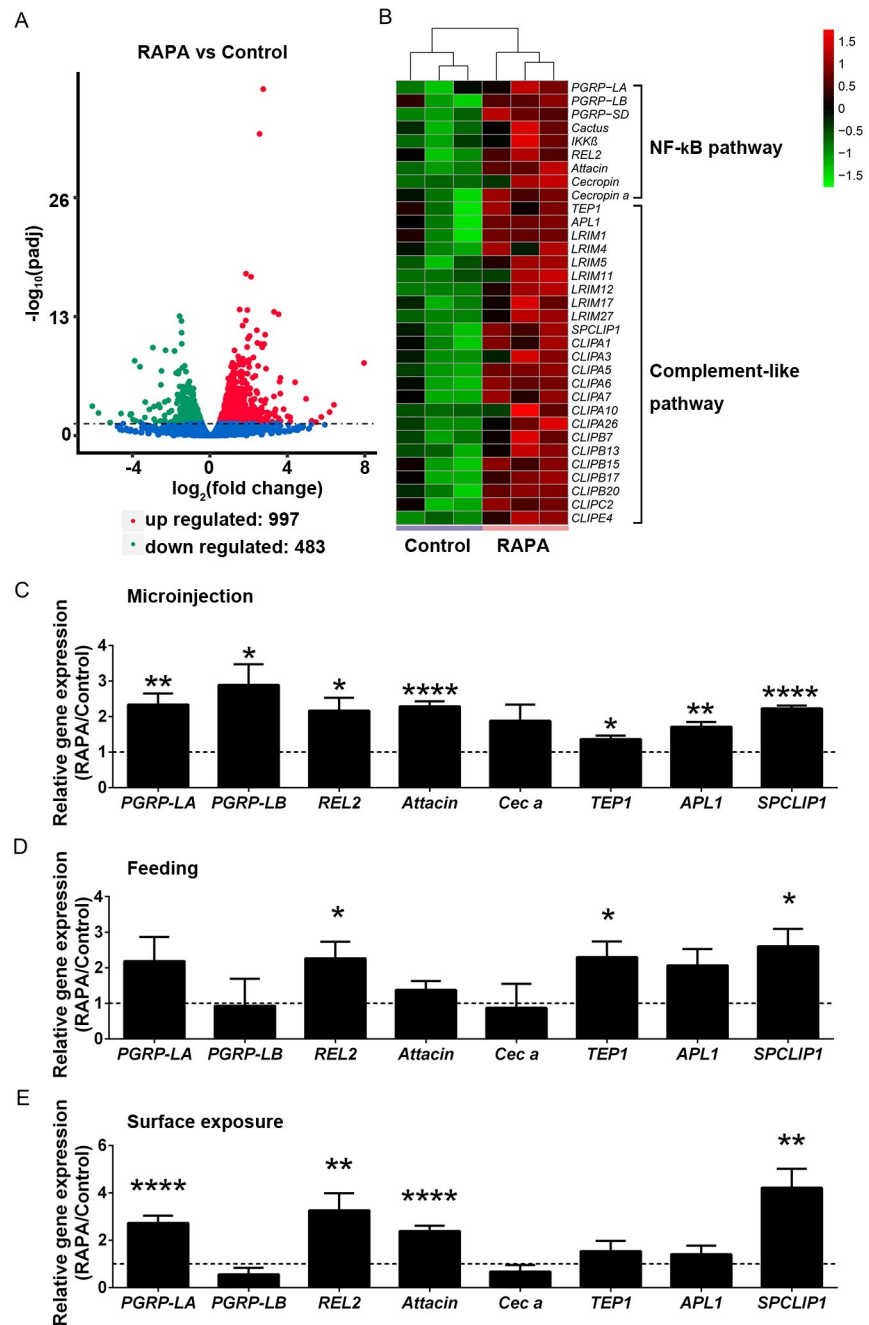 A
RAPA vs Control
26
13
0
-log10(padj)
-4
0
4
8
log2(fold change)
up regulated: 997
down regulated: 483
B
1.5
1
0.5
0
−0.5
−1
−1.5
PGRP−LA
PGRP−LB
PGRP−SD
Cactus
IKKß
REL2
Attacin
Cecropin
Cecropin a
TEP1
APL1
LRIM1
LRIM4
LRIM5
LRIM11
LRIM12
LRIM17
LRIM27
SPCLIP1
CLIPA1
CLIPA3
CLIPA5
CLIPA6
CLIPA7
CLIPA10
CLIPA26
CLIPB7
CLIPB13
CLIPB15
CLIPB17
CLIPB20
CLIPC2
CLIPE4
NF-κB pathway
Complement-like
pathway
Control
RAPA
C
Microinjection
Relative gene expression
(RAPA/Control)
4
3
2
1
0
** * * **** * ** ****
PGRP-LA PGRP-LB REL2 Attacin Cec a TEP1 APL1 SPCLIP1
D
Feeding
Relative gene expression
(RAPA/Control)
4
3
2
1
0
* * *
PGRP-LA PGRP-LB REL2 Attacin Cec a TEP1 APL1 SPCLIP1
E
Surface exposure
Relative gene expression
(RAPA/Control)
6
4
2
0
**** ** **** **
PGRP-LA PGRP-LB REL2 Attacin Cec a TEP1 APL1 SPCLIP1